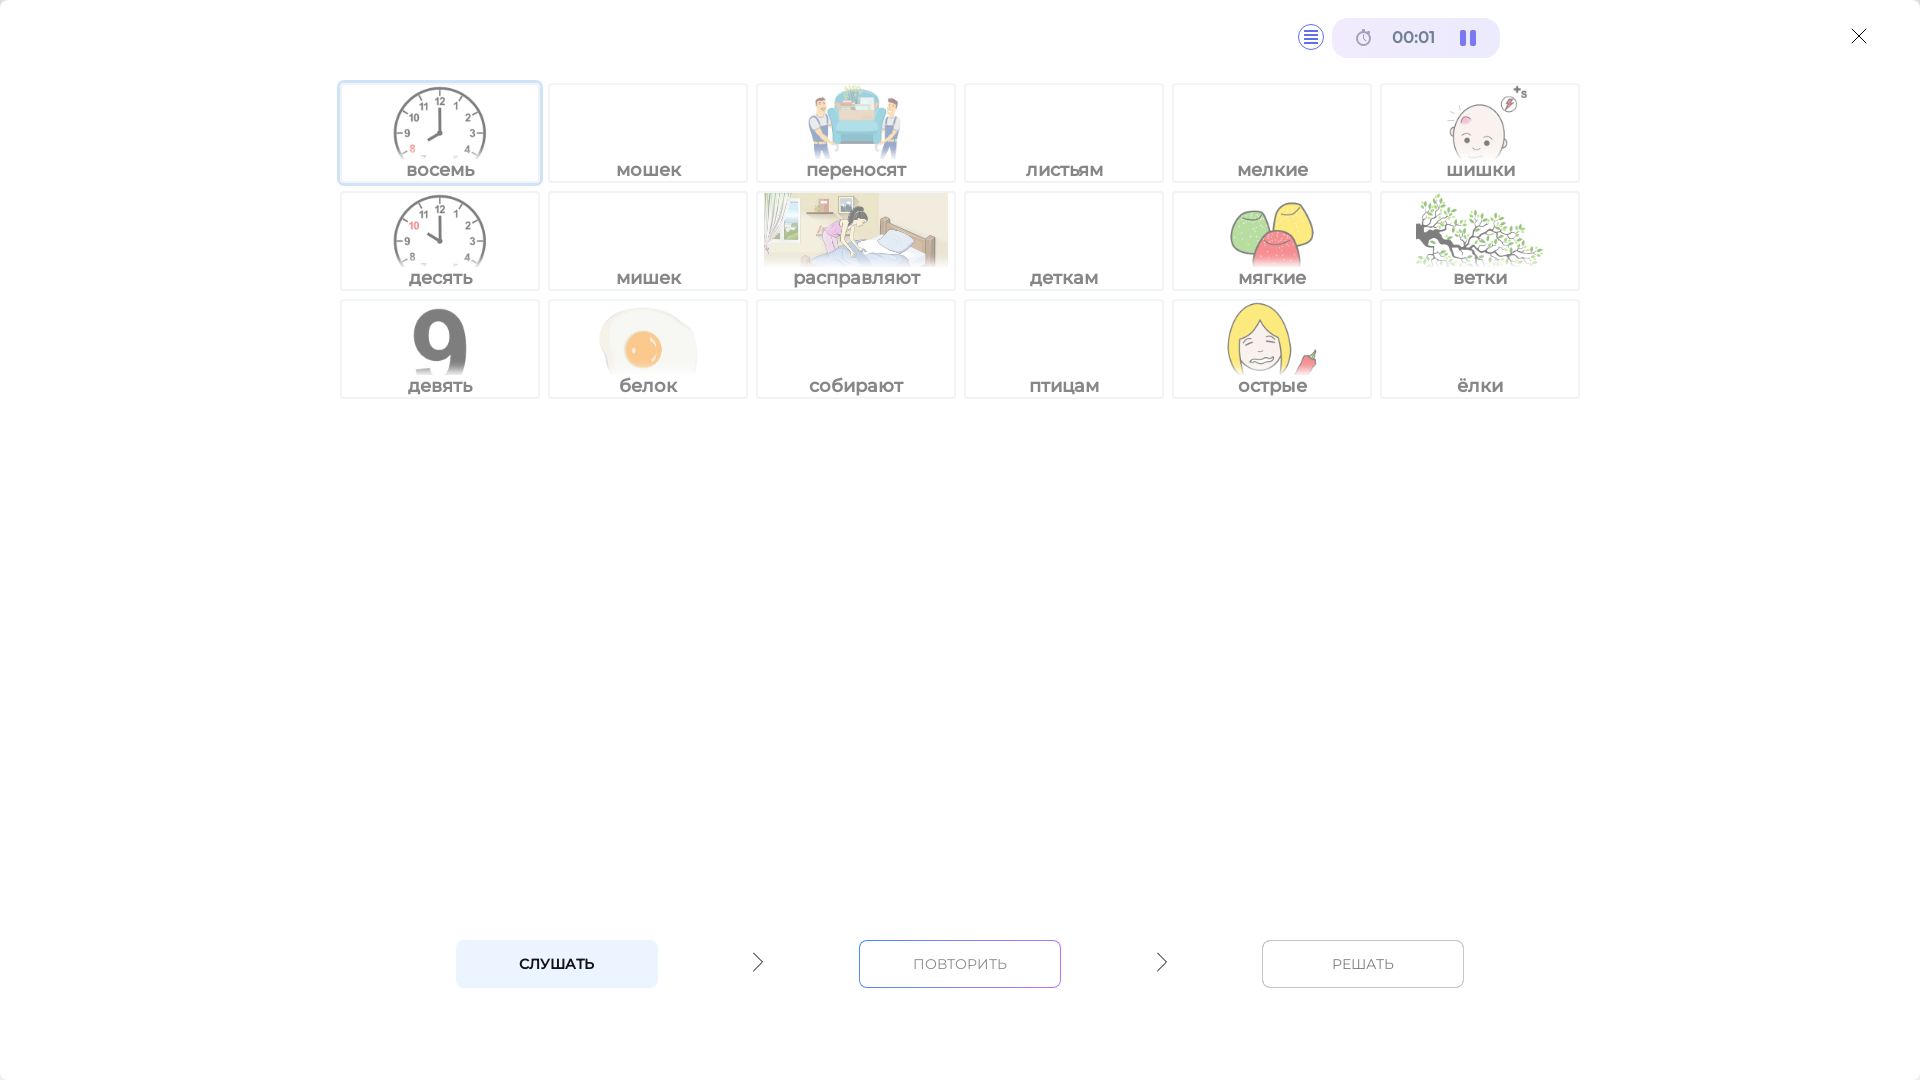 00:01
восемь мошек переносят листьям мелкие шишки
десять мишек расправляют деткам мягкие ветки
девять белок собирают птицам острые ёлки
СЛУШАТЬ ПОВТОРИТЬ РЕШАТЬ